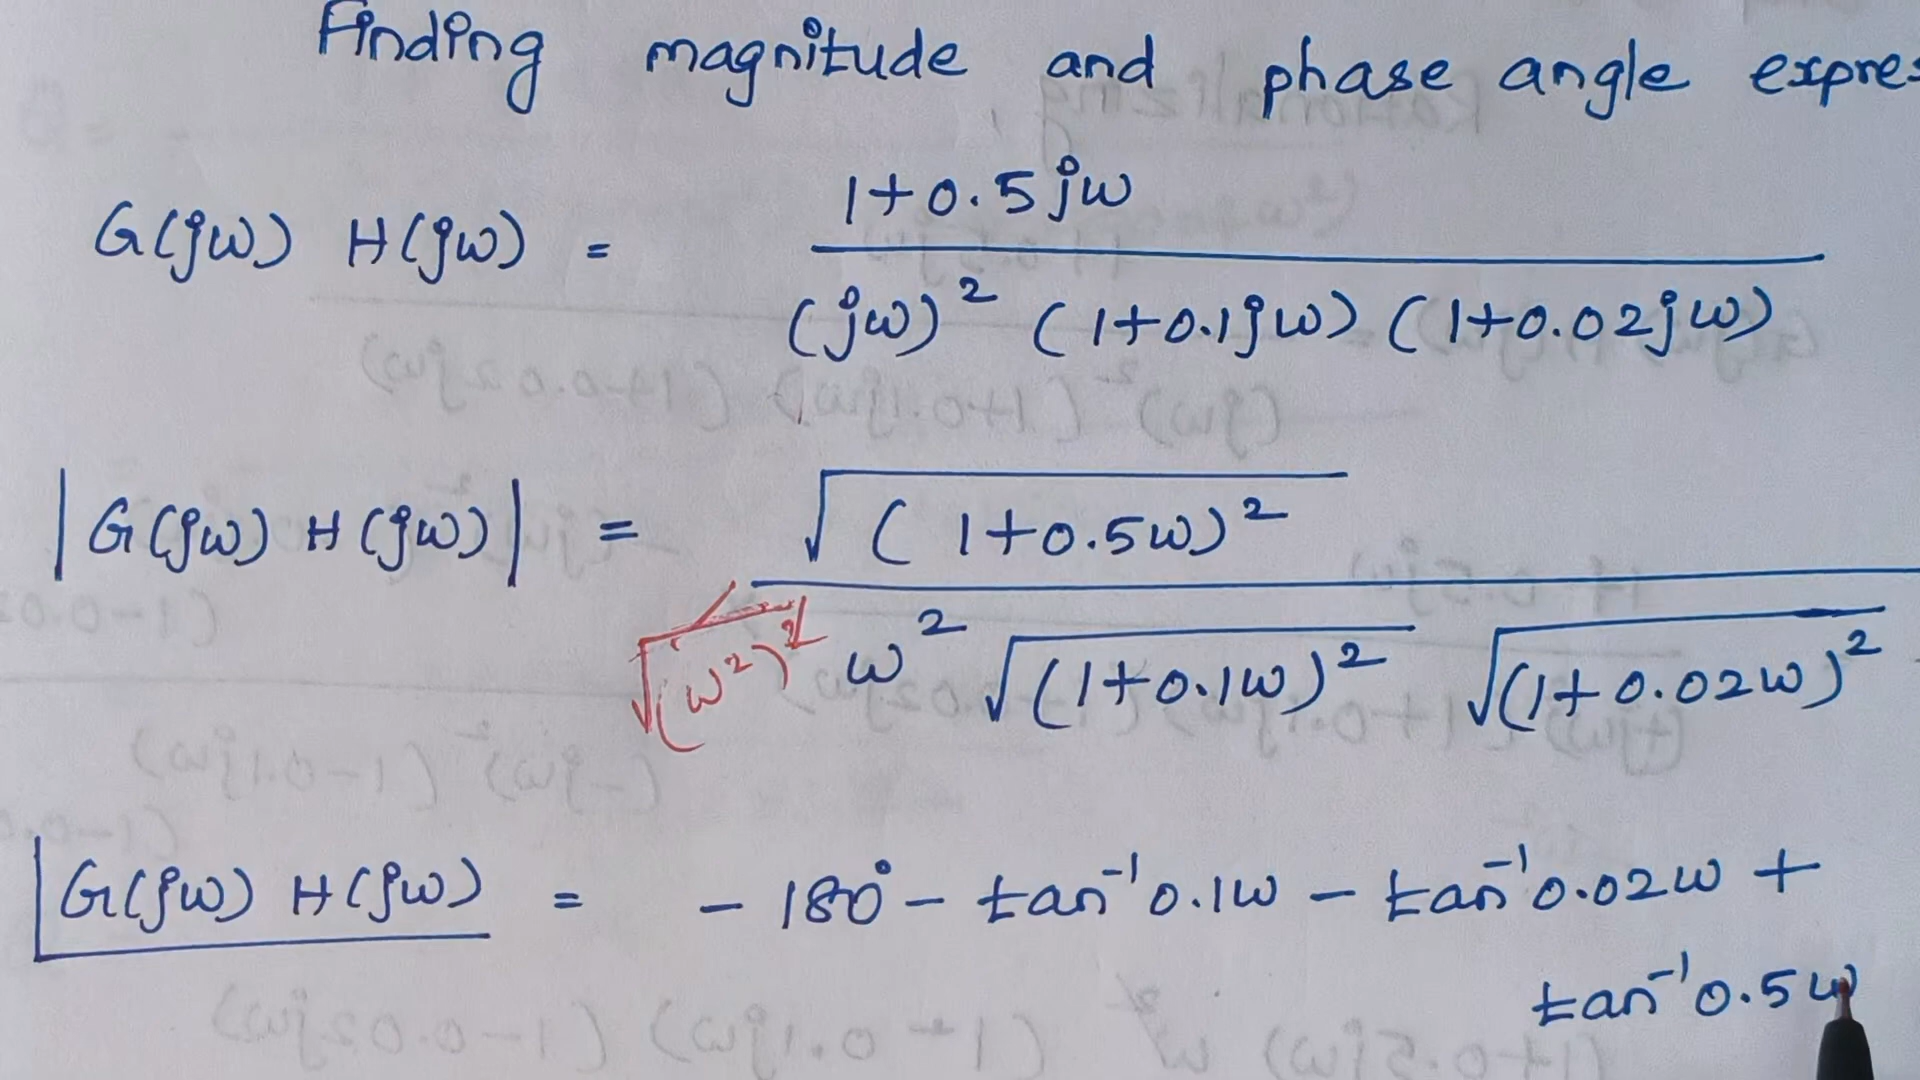 Finding magnitude and phase angle expres
G(jω) H(jω) = 1+0.5jω
(jω)² (1+0.1jω) (1+0.02jω)
|G(jω) H(jω)| = √(1+0.5ω)²
√(ω²)² ω² √(1+0.1ω)² √(1+0.02ω)²
∠G(jω) H(jω) = -180° - tan⁻¹0.1ω - tan⁻¹0.02ω +
tan⁻¹0.5ω